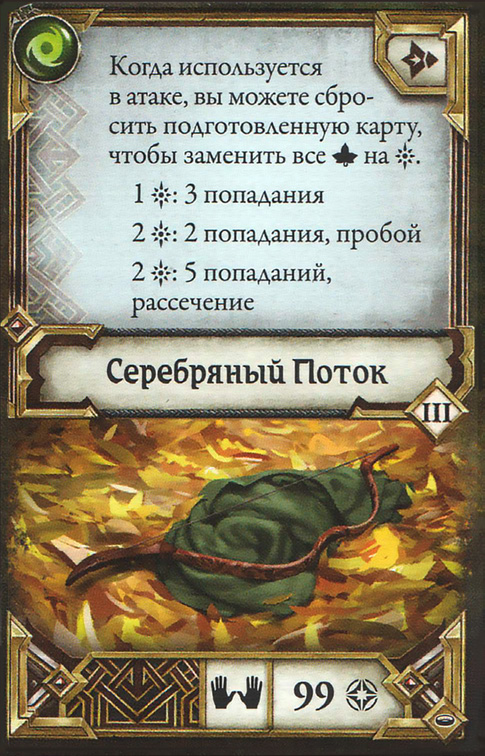 Когда используется
в атаке, вы можете сбро-
сить подготовленную карту,
чтобы заменить все на .
1 : 3 попадания
2 : 2 попадания, пробой
2 : 5 попаданий,
рассечение
Серебряный Поток
III
99